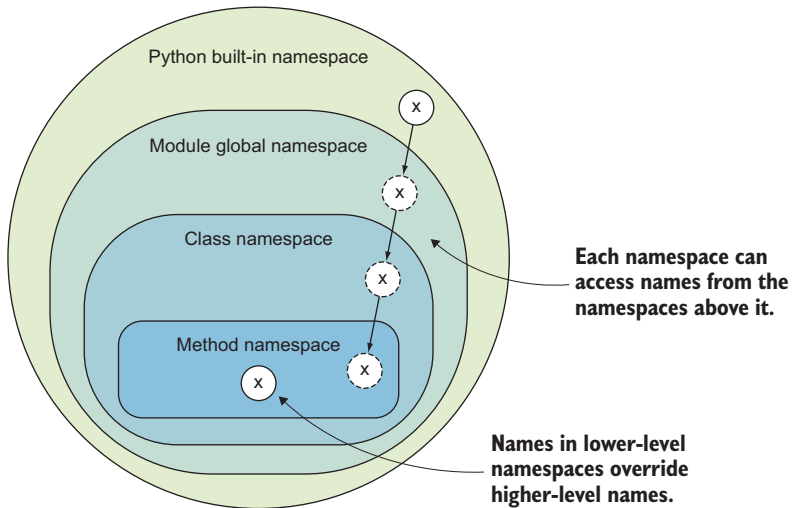 Python built-in namespace
x
Module global namespace
x
Class namespace
x
Each namespace can
access names from the
namespaces above it.
Method namespace
x
x
Names in lower-level
namespaces override
higher-level names.